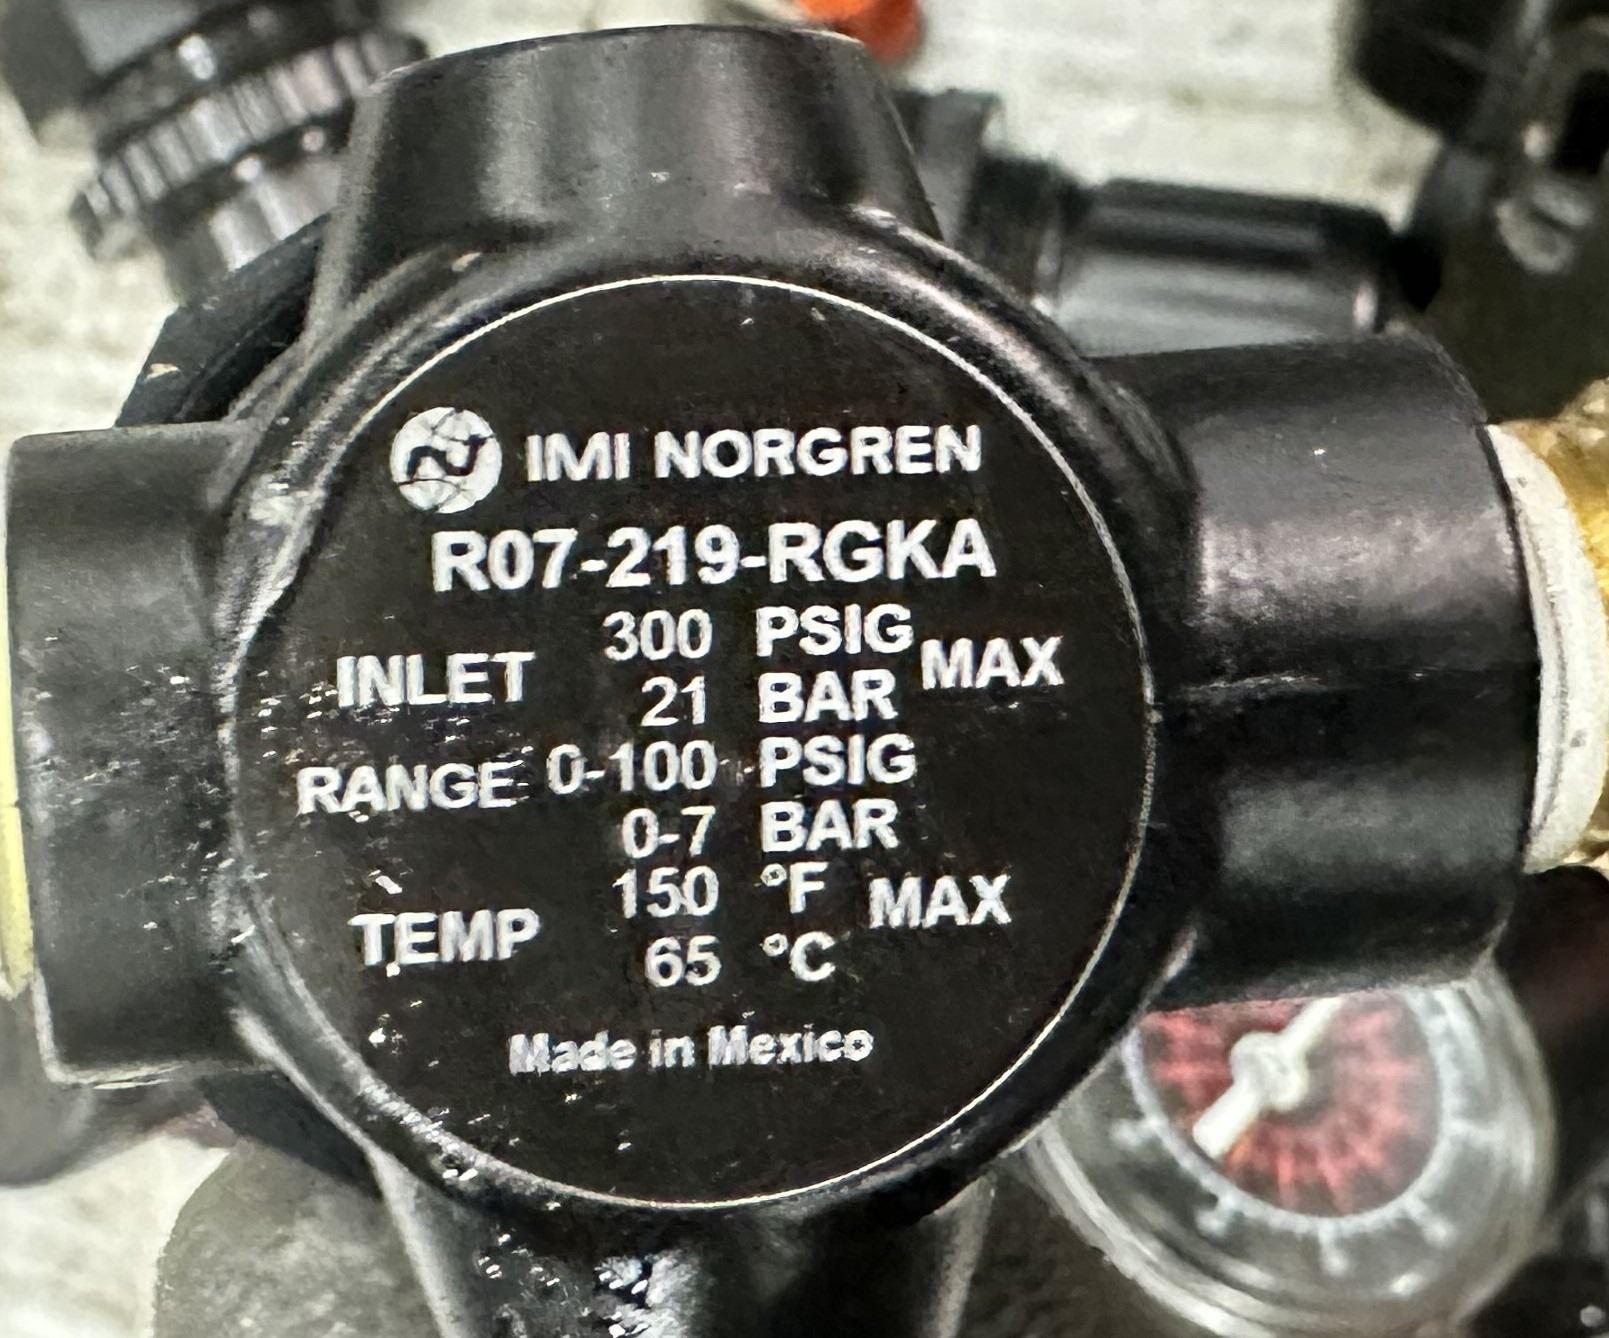 IMI NORGREN
R07-219-RGKA
INLET 300 PSIG MAX
21 BAR
RANGE 0-100 PSIG
0-7 BAR
TEMP 150 °F MAX
65 °C
Made in Mexico